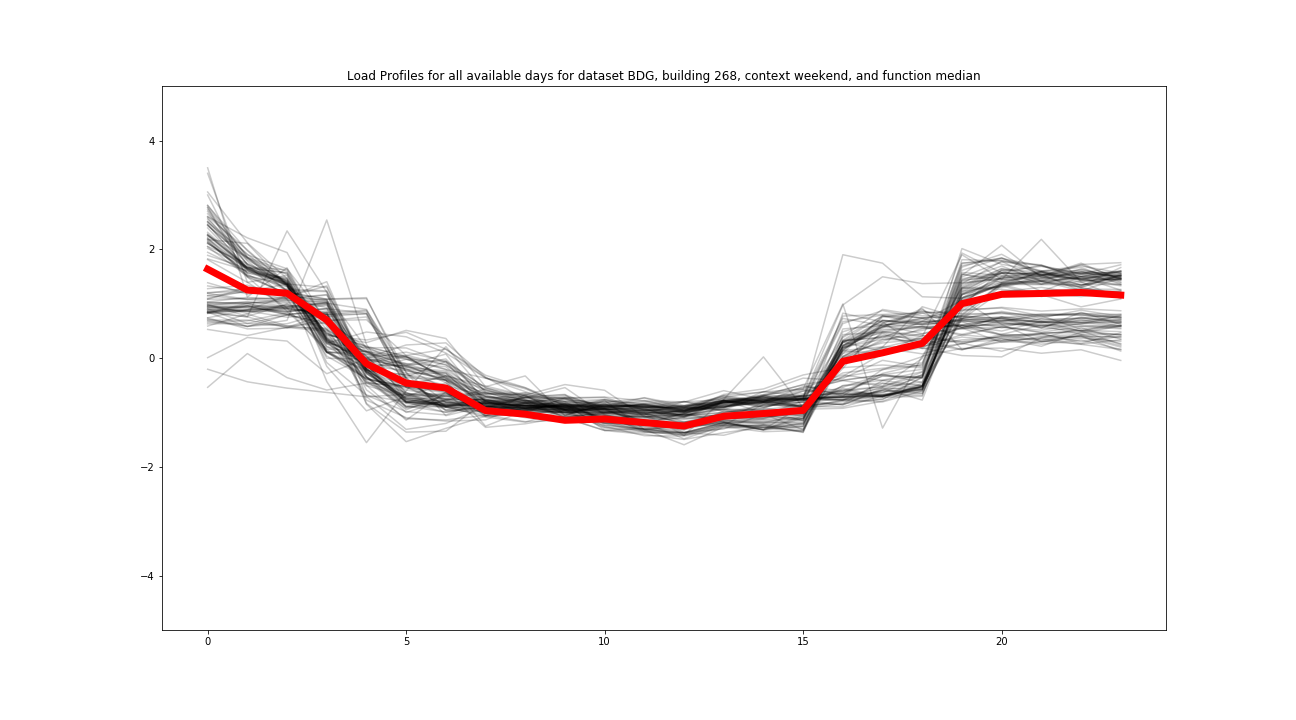 Load Profiles for all available days for dataset BDG, building 268, context weekend, and function median
4
2
0
−2
−4
0 5 10 15 20